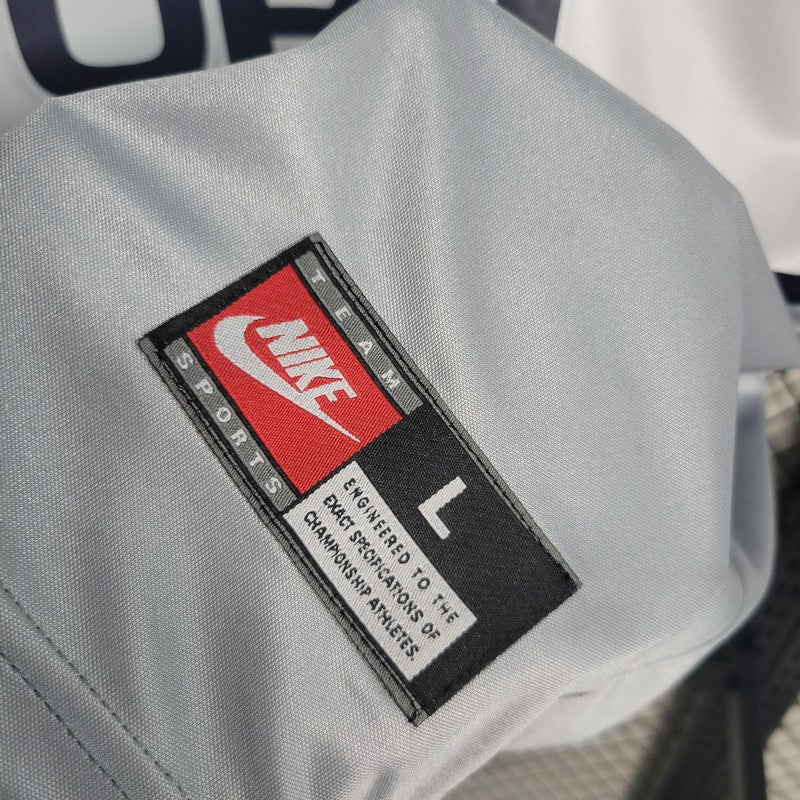 TEAM
NIKE
SPORTS
L
ENGINEERED TO THE
EXACT SPECIFICATIONS OF
CHAMPIONSHIP ATHLETES.